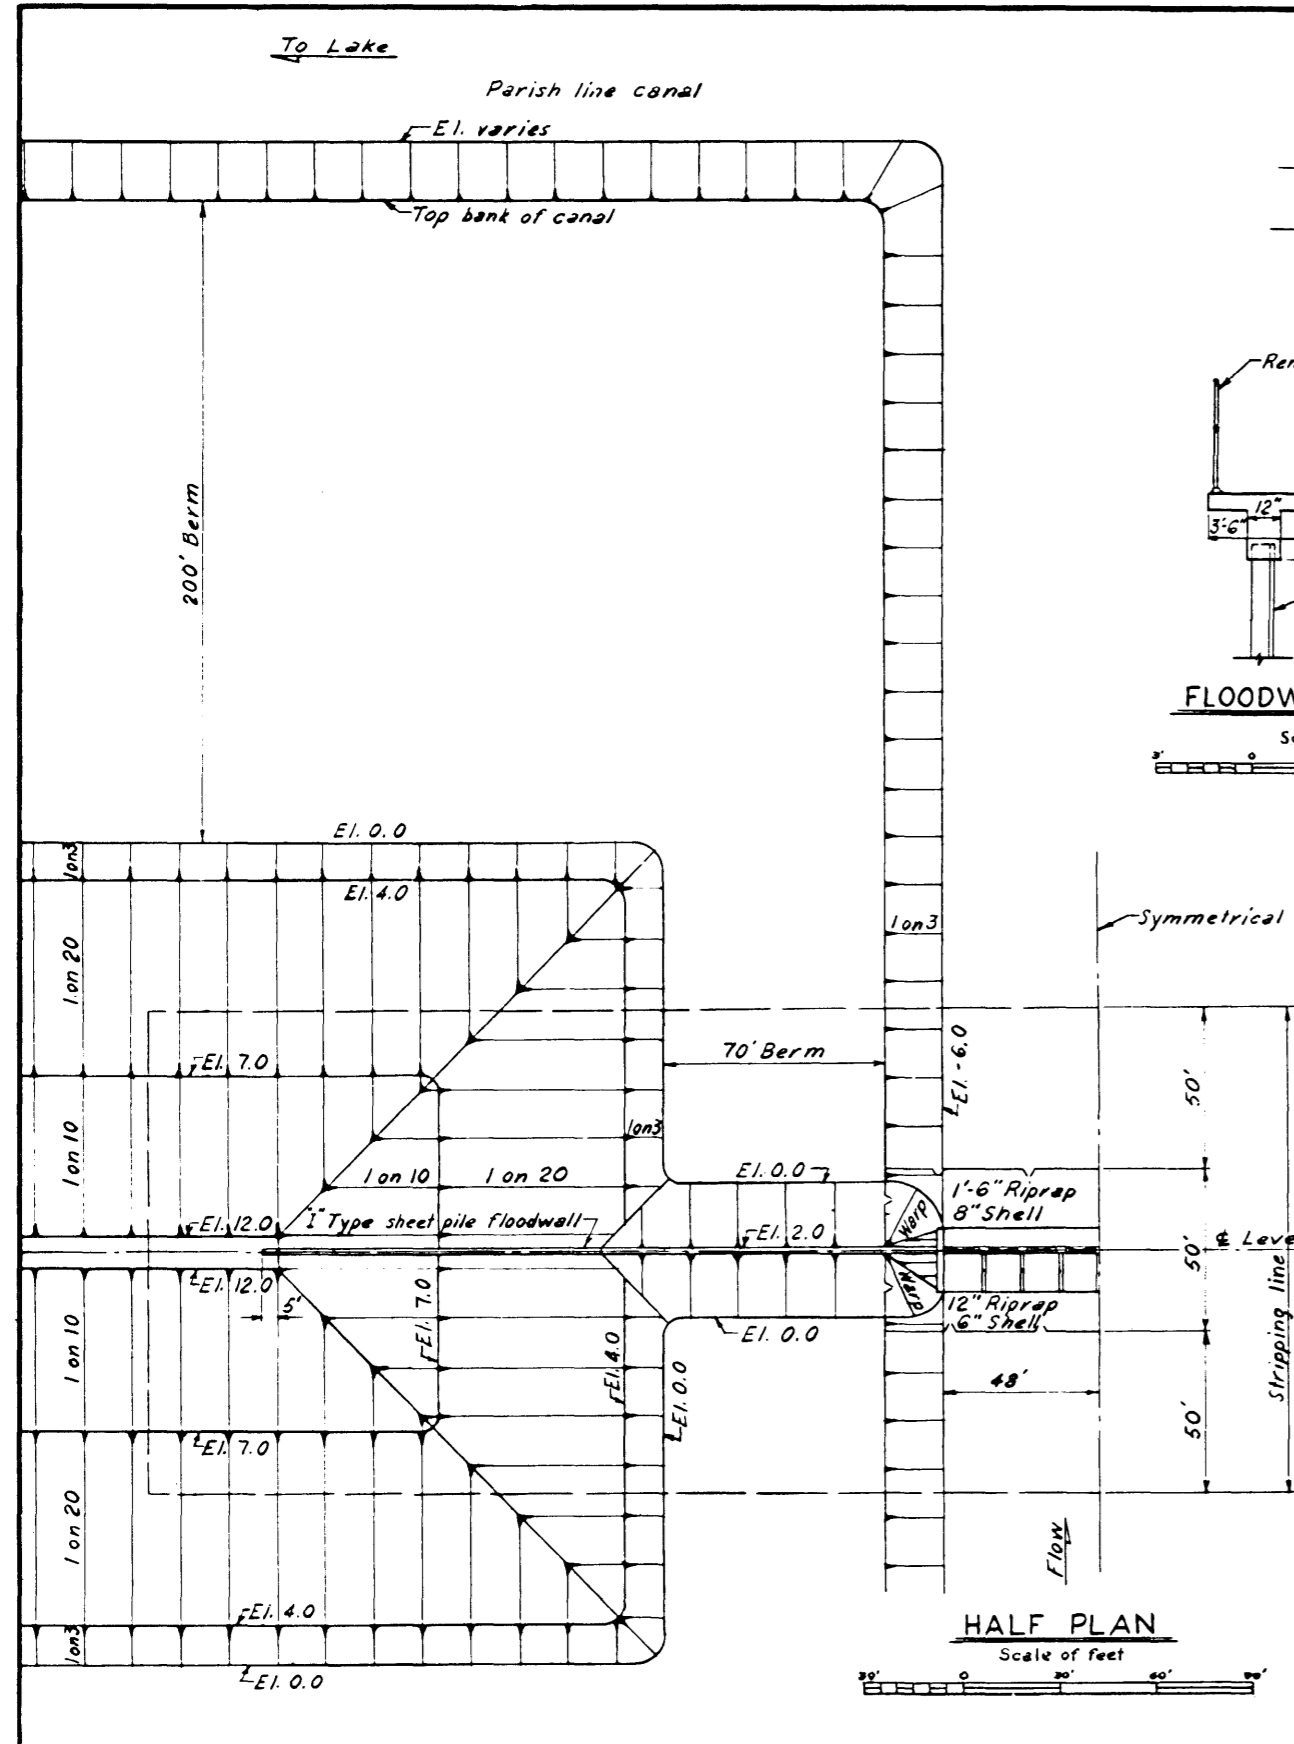 To Lake
Parish line canal
El. varies
Top bank of canal
200' Berm
Ren
12"
3'-6"
FLOODW
Sc
3'
0
El. 0.0
1 on 3
El. 4.0
1 on 20
Symmetrical
1 on 3
El. 7.0
70' Berm
El. -6.0
50'
1 on 10
1 on 3
1 on 10
1 on 20
El. 0.0
1'-6" Riprap
8" Shell
Warp
El. 12.0
"I" Type sheet pile floodwall
El. 2.0
℄ Leve
50'
Stripping line
El. 12.0
5'
Warp
12" Riprap
6" Shell
El. 0.0
1 on 10
El. 7.0
El. 4.0
El. 0.0
48'
50'
El. 7.0
1 on 20
Flow
El. 4.0
1 on 3
El. 0.0
HALF PLAN
Scale of feet
30'
0
30'
60'
90'